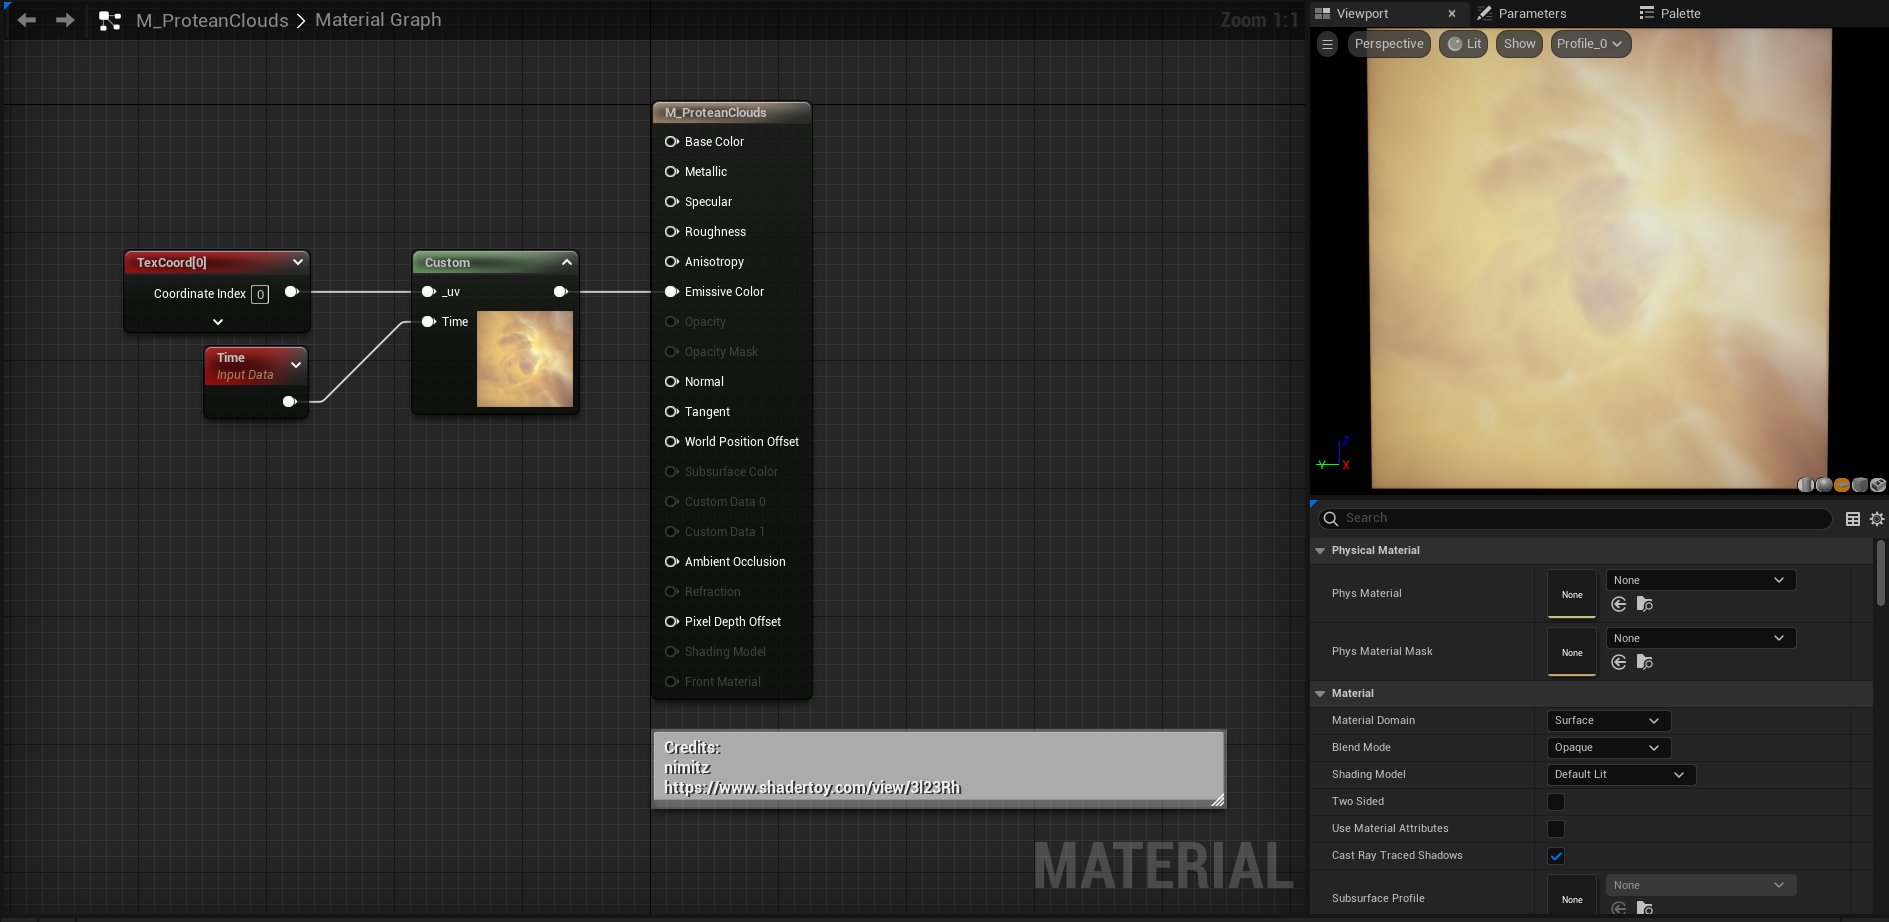 M_ProteanClouds > Material Graph
Zoom 1:1
TexCoord[0]
Coordinate Index 0
Time
Input Data
Custom
_uv
Time
M_ProteanClouds
Base Color
Metallic
Specular
Roughness
Anisotropy
Emissive Color
Opacity
Opacity Mask
Normal
Tangent
World Position Offset
Subsurface Color
Custom Data 0
Custom Data 1
Ambient Occlusion
Refraction
Pixel Depth Offset
Shading Model
Front Material
Credits:
nimitz
https://www.shadertoy.com/view/3l23Rh
MATERIAL
Viewport
Parameters
Palette
Perspective
Lit
Show
Profile_0
Z
Y
X
Search
Physical Material
Phys Material
None
None
Phys Material Mask
None
None
Material
Material Domain
Surface
Blend Mode
Opaque
Shading Model
Default Lit
Two Sided
Use Material Attributes
Cast Ray Traced Shadows
Subsurface Profile
None
None